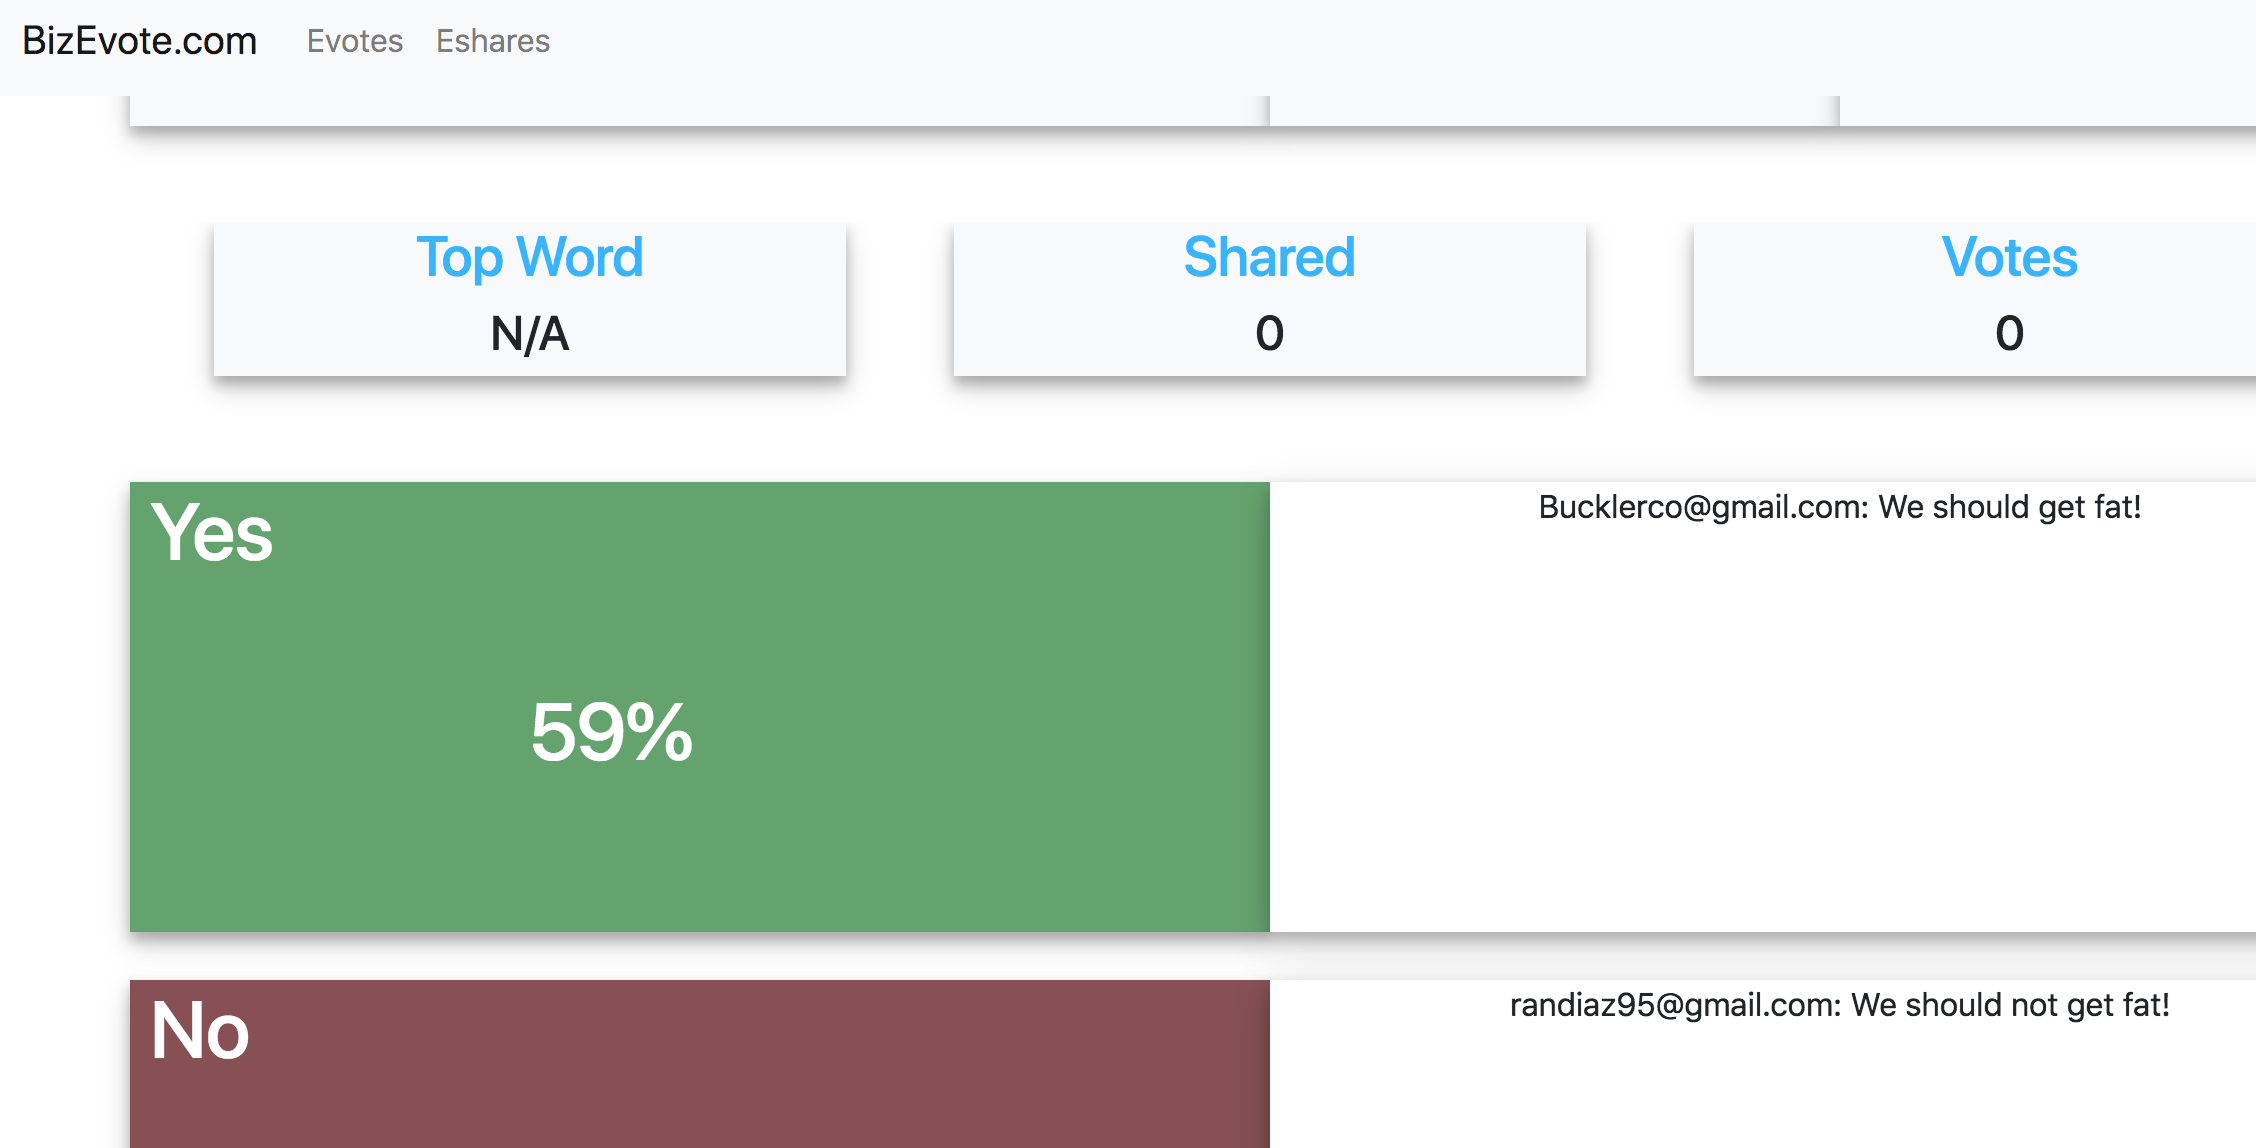 BizEvote.com Evotes Eshares
Top Word Shared Votes
N/A 0 0
Yes
Bucklerco@gmail.com: We should get fat!
59%
No
randiaz95@gmail.com: We should not get fat!